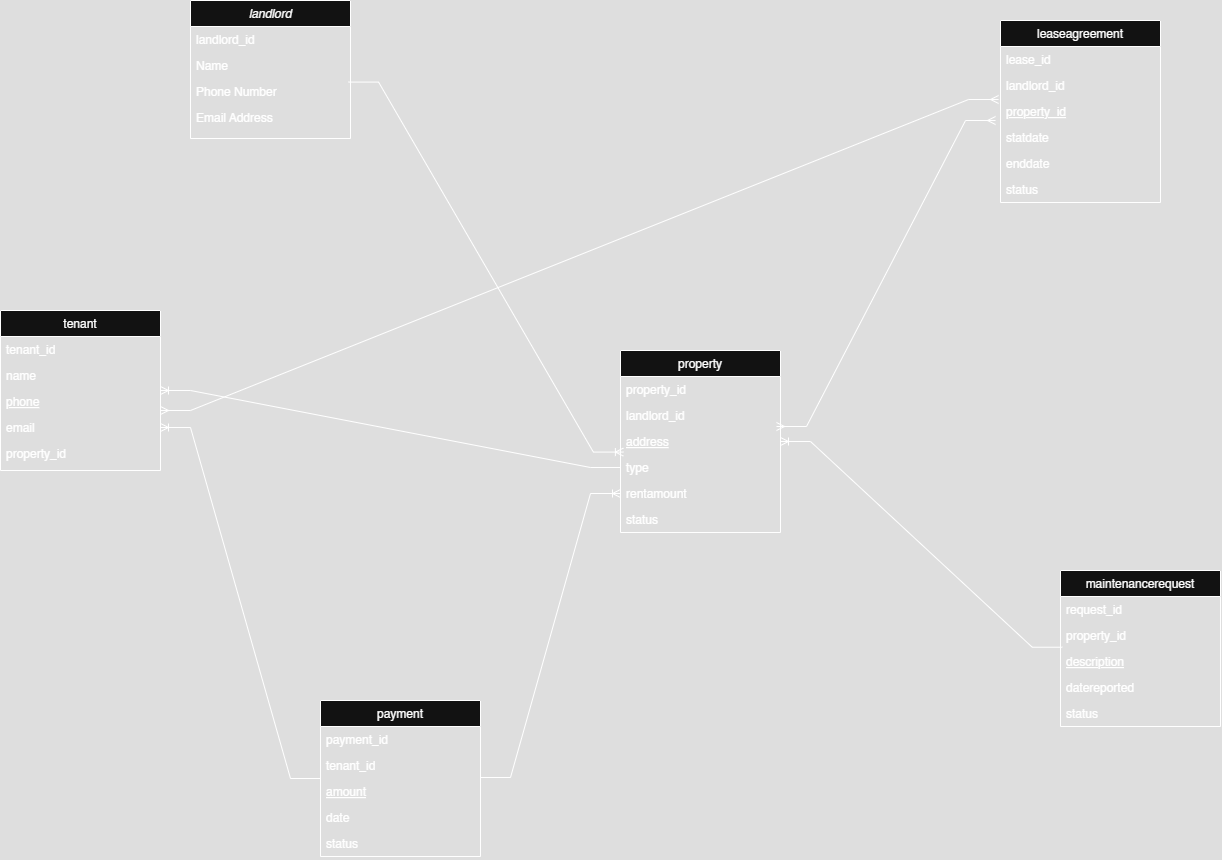 landlord
landlord_id
Name
Phone Number
Email Address
leaseagreement
lease_id
landlord_id
property_id
statdate
enddate
status
tenant
tenant_id
name
phone
email
property_id
property
property_id
landlord_id
address
type
rentamount
status
maintenancerequest
request_id
property_id
description
datereported
status
payment
payment_id
tenant_id
amount
date
status